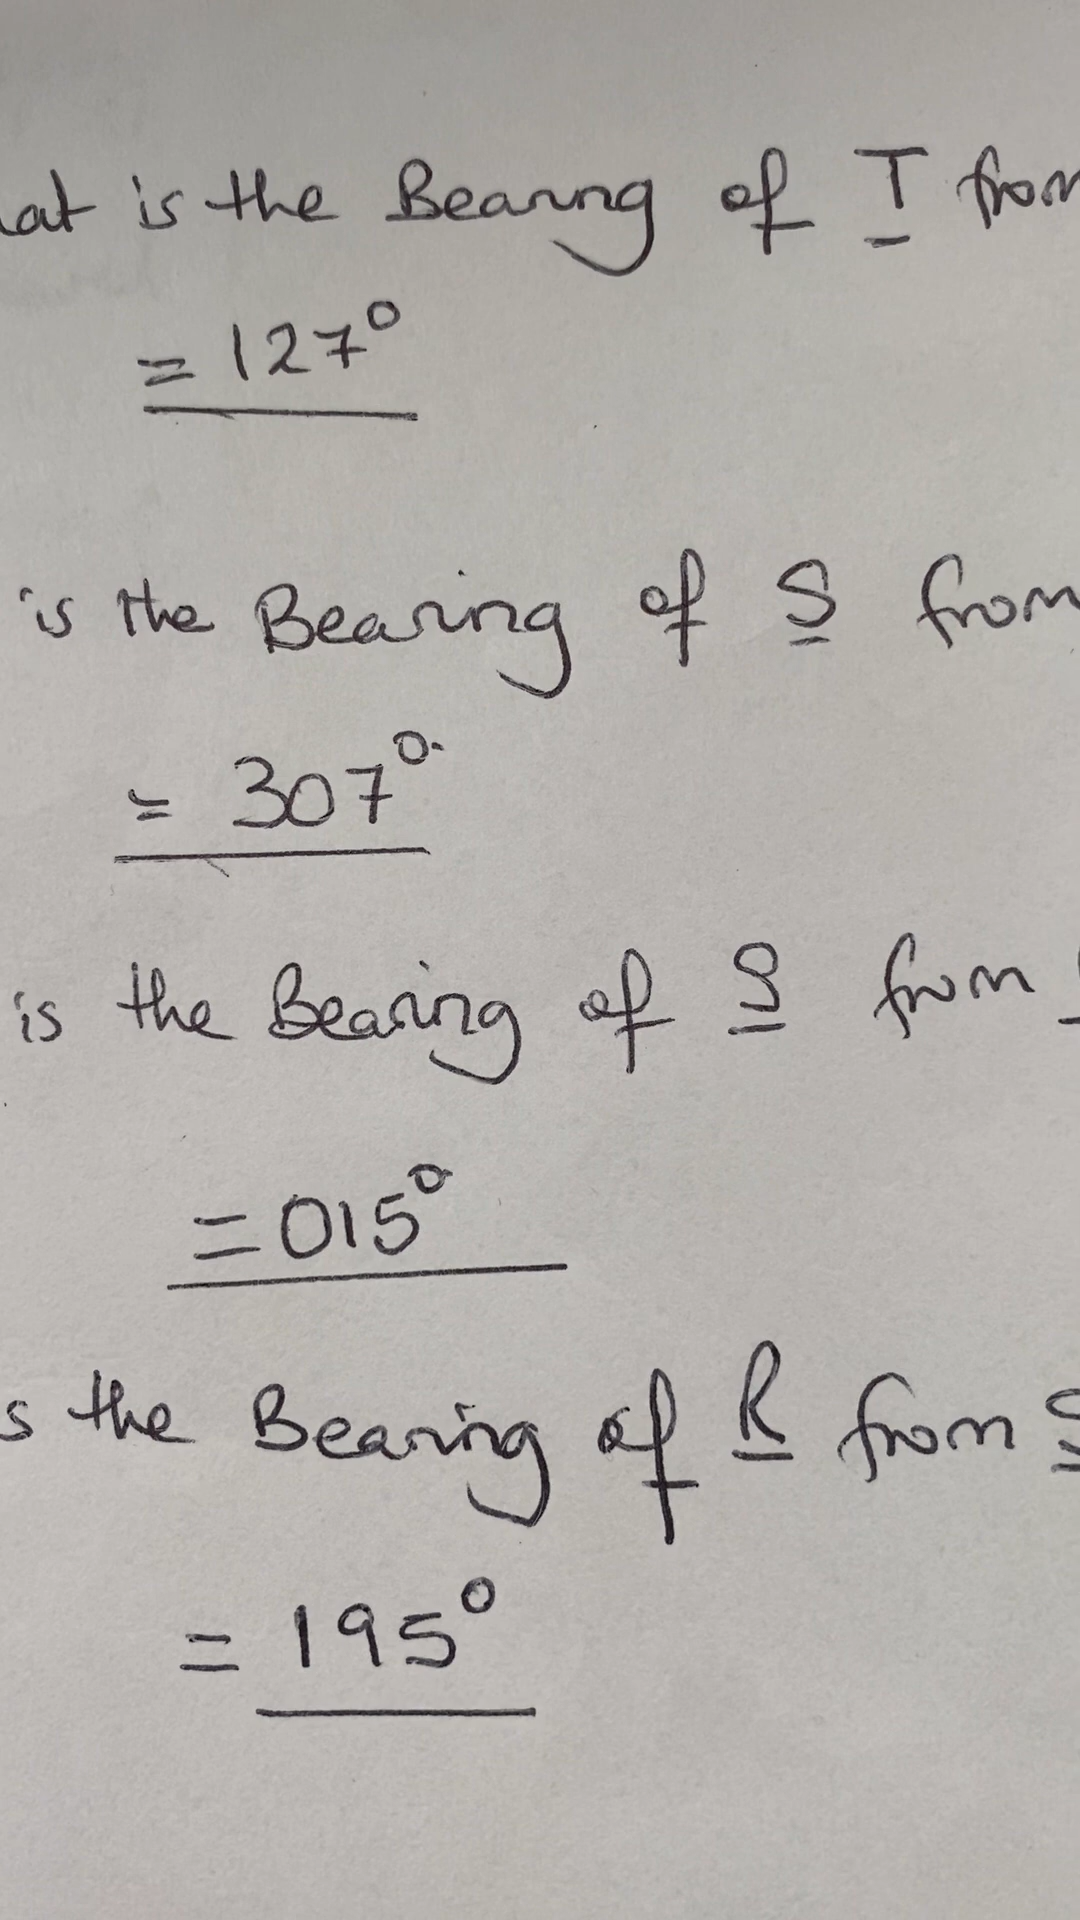 is the Bearing of T from
= 127°
is the Bearing of S from
= 307°
is the Bearing of S from
= 015°
the Bearing of R from S
= 195°